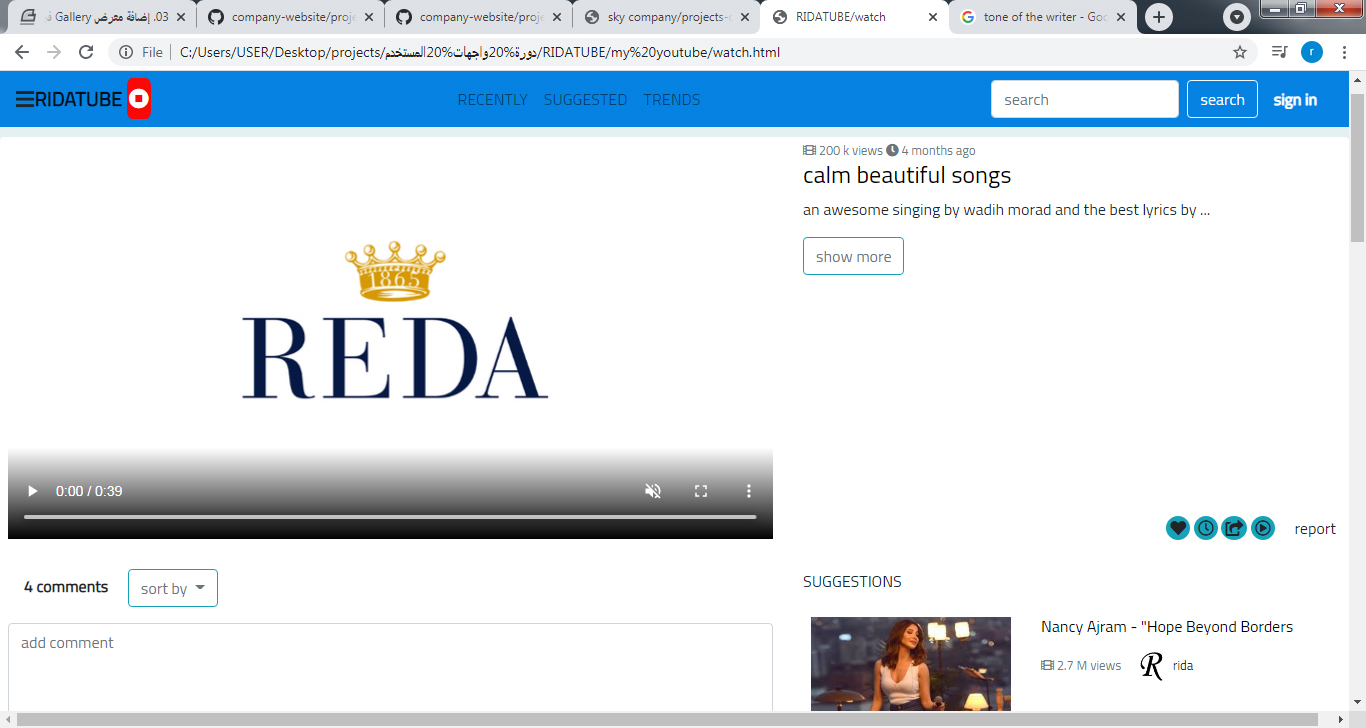 03. إضافة معرض Gallery
company-website/proje
company-website/proje
sky company/projects-
RIDATUBE/watch
tone of the writer - Goo
File
C:/Users/USER/Desktop/projects/دورة%20واجهات%20المستخدم/RIDATUBE/my%20youtube/watch.html
r
RIDATUBE
RECENTLY SUGGESTED TRENDS
search
search
sign in
200 k views 4 months ago
calm beautiful songs
an awesome singing by wadih morad and the best lyrics by ...
show more
1865
REDA
0:00 / 0:39
report
4 comments
sort by
SUGGESTIONS
add comment
Nancy Ajram - "Hope Beyond Borders
2.7 M views
R
rida